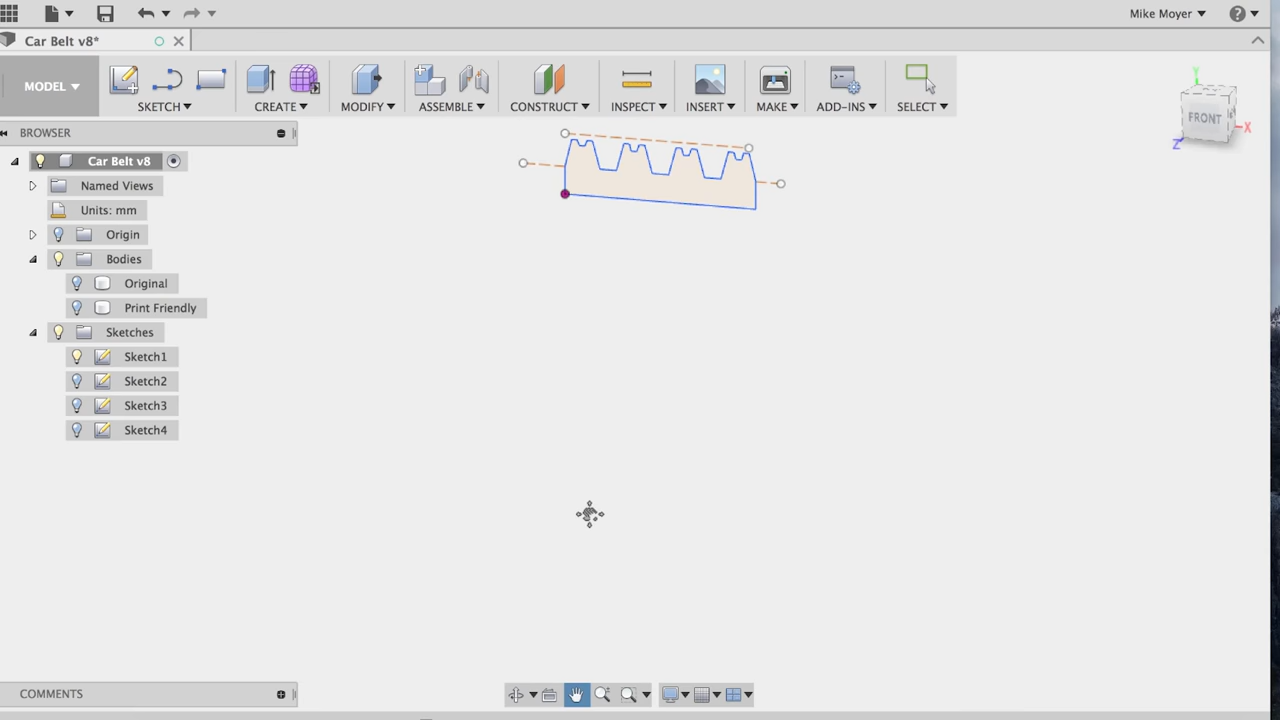 Mike Moyer
Car Belt v8*
MODEL
SKETCH
CREATE
MODIFY
ASSEMBLE
CONSTRUCT
INSPECT
INSERT
MAKE
ADD-INS
SELECT
Y
FRONT
X
Z
BROWSER
Car Belt v8
Named Views
Units: mm
Origin
Bodies
Original
Print Friendly
Sketches
Sketch1
Sketch2
Sketch3
Sketch4
COMMENTS